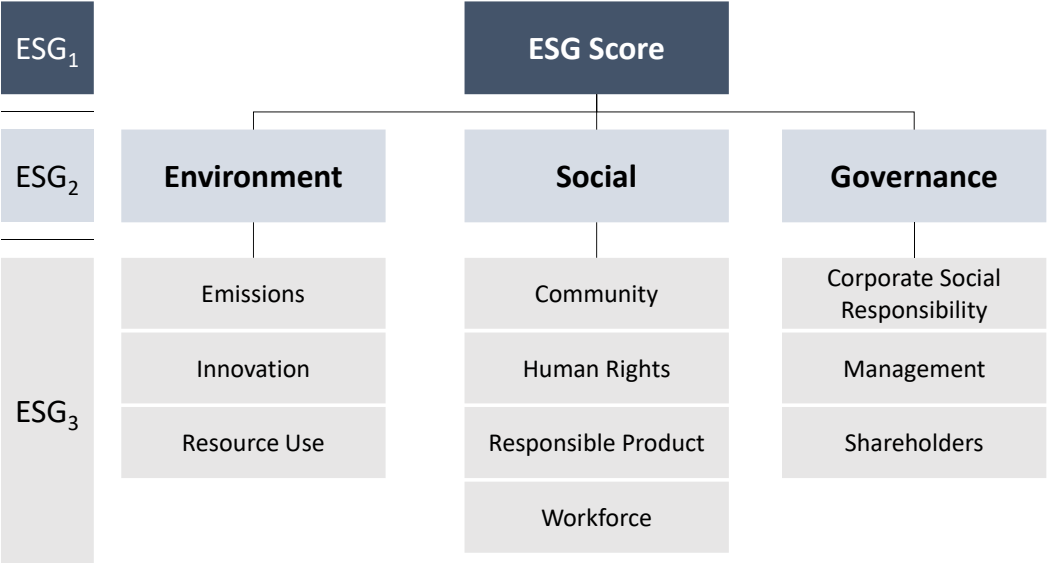 ESG₁
ESG Score
ESG₂
Environment
Social
Governance
ESG₃
Emissions
Innovation
Resource Use
Community
Human Rights
Responsible Product
Workforce
Corporate Social
Responsibility
Management
Shareholders